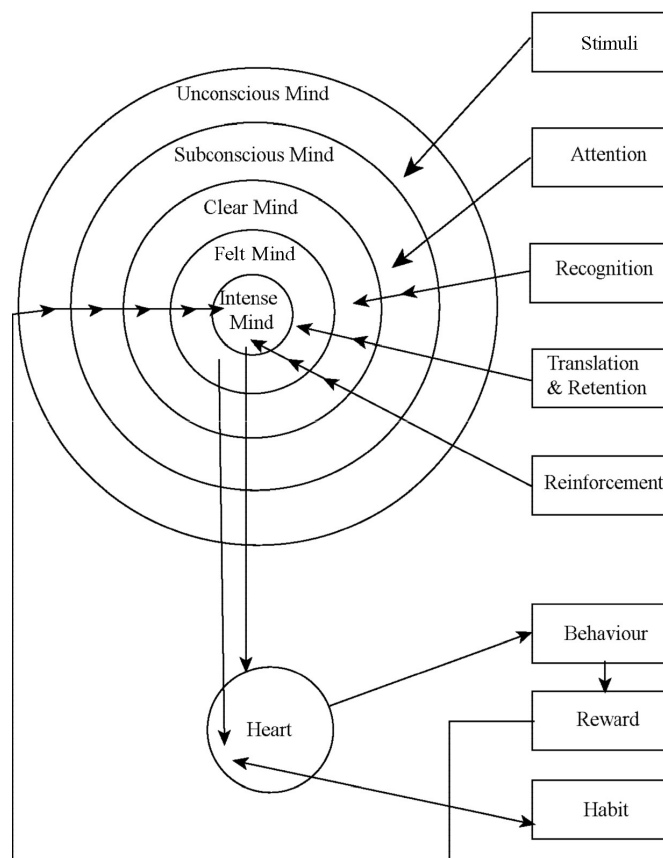 Stimuli
Unconscious Mind
Subconscious Mind
Attention
Clear Mind
Felt Mind
Recognition
Intense
Mind
Translation
& Retention
Reinforcement
Behaviour
Reward
Heart
Habit